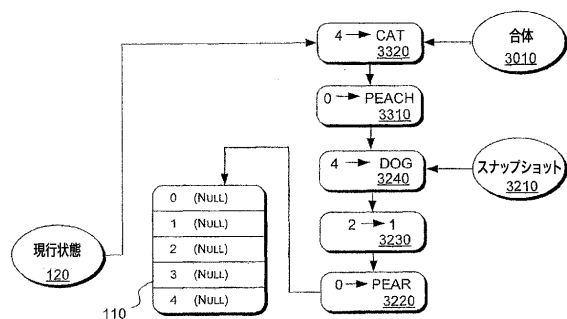 4 → CAT
3320
合体
3010
0 → PEACH
3310
4 → DOG
3240
スナップショット
3210
0 (NULL)
1 (NULL)
2 (NULL)
3 (NULL)
4 (NULL)
110
2 → 1
3230
現行状態
120
0 → PEAR
3220